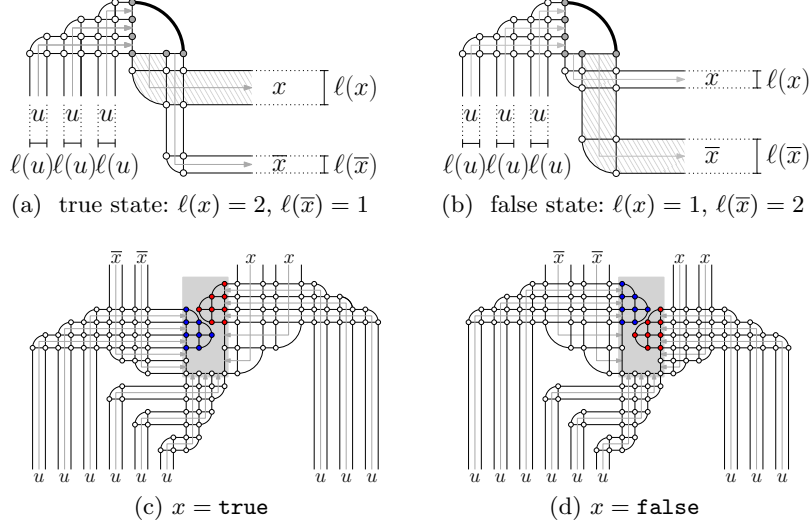 x ℓ(x) x ℓ(x)
u u u u u u
ℓ(u) ℓ(u) ℓ(u) x̅ ℓ(x̅) ℓ(u) ℓ(u) ℓ(u) x̅ ℓ(x̅)
(a) true state: ℓ(x) = 2, ℓ(x̅) = 1 (b) false state: ℓ(x) = 1, ℓ(x̅) = 2
x̅ x̅ x x x̅ x̅ x x
u u u u u u u u u u u u u u u u u u
(c) x = true (d) x = false